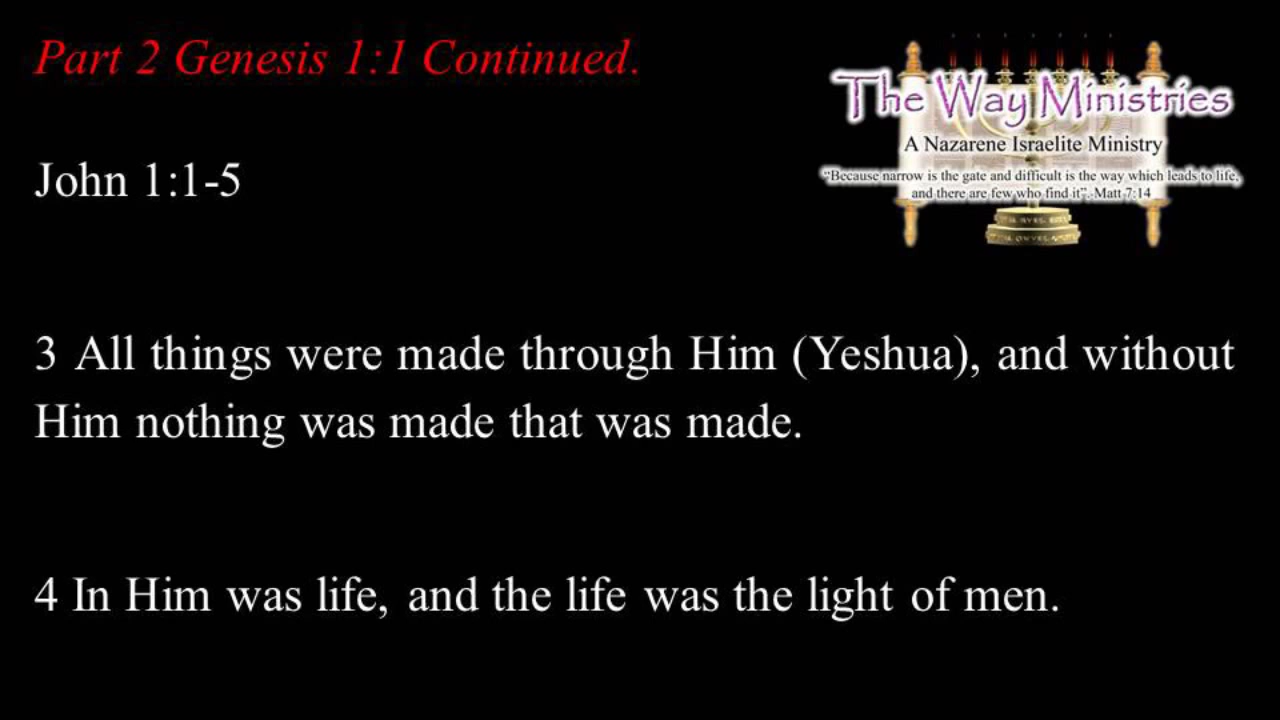 Part 2 Genesis 1:1 Continued.
The Way Ministries
A Nazarene Israelite Ministry
"Because narrow is the gate and difficult is the way which leads to life,
and there are few who find it". Matt 7:14
John 1:1-5
3 All things were made through Him (Yeshua), and without
Him nothing was made that was made.
4 In Him was life, and the life was the light of men.